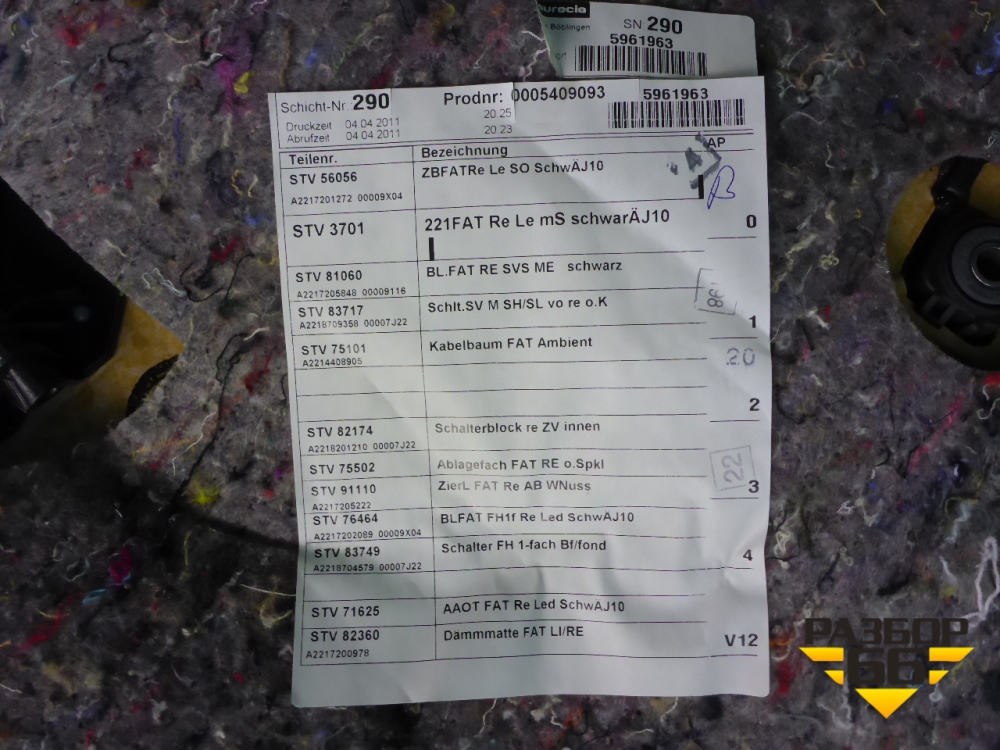 aurecia
Böblingen
SN 290
5961963
Schicht-Nr. 290
Prodnr: 0005409093
5961963
Druckzeit 04 04 2011 20 25
Abrufzeit 04 04 2011 20 23
Teilenr. Bezeichnung AP
STV 56056 ZBFATRe Le SO SchwÄJ10
A2217201272 00009X04
STV 3701 221FAT Re Le mS schwarÄJ10 0
STV 81060 BL.FAT RE SVS ME schwarz
A2217205848 00009116
STV 83717 Schlt.SV M SH/SL vo re o.K
A2218709358 00007J22 1
STV 75101 Kabelbaum FAT Ambient 20
A2214408905
2
STV 82174 Schalterblock re ZV innen
A2218201210 00007J22
STV 75502 Ablagefach FAT RE o.Spkl 22
STV 91110 ZierL FAT Re AB WNuss 3
A2217205222
STV 76464 BLFAT FH1f Re Led SchwÄJ10
A2217202089 00009X04
STV 83749 Schalter FH 1-fach Bf/fond 4
A2218704579 00007J22
STV 71625 AAOT FAT Re Led SchwÄJ10
STV 82360 Dämmmatte FAT LI/RE V12
A2217200978
РАЗБОР
66